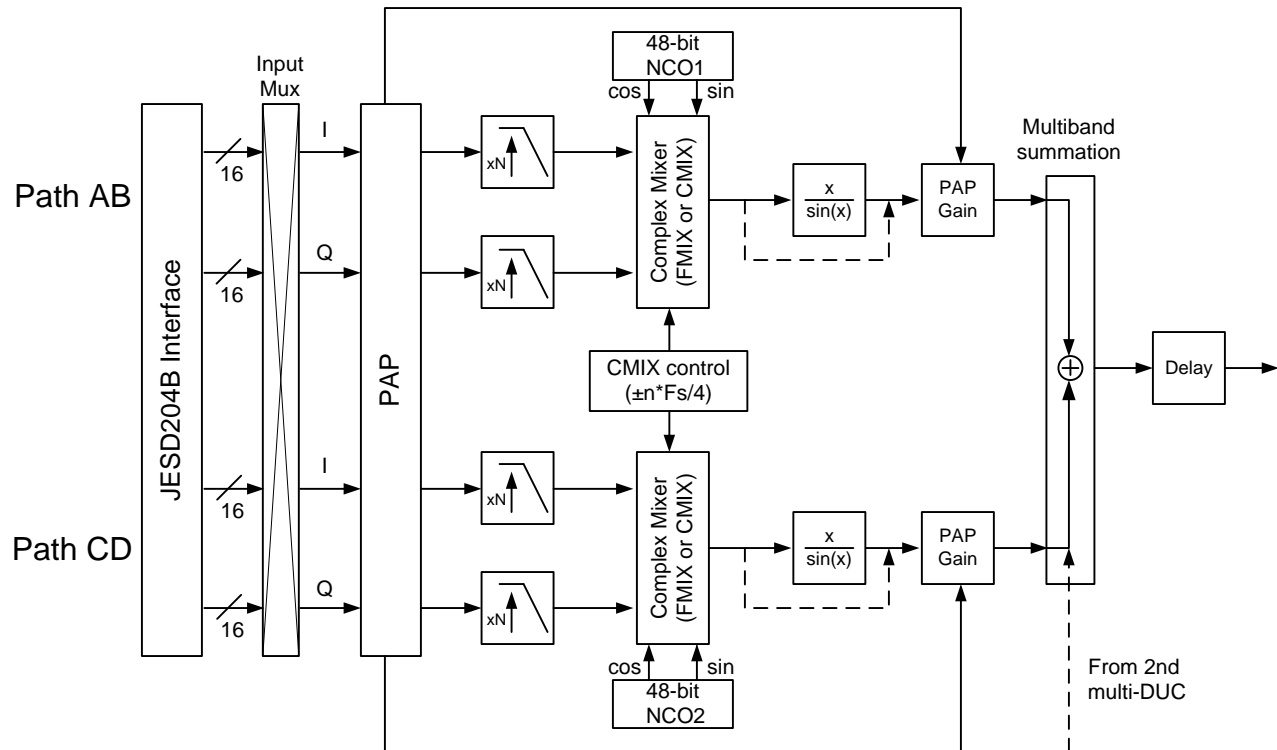 48-bit
NCO1
cos
sin
Input
Mux
Path AB
Path CD
JESD204B Interface
16
16
16
16
I
Q
I
Q
PAP
xN
xN
xN
xN
Complex Mixer
(FMIX or CMIX)
CMIX control
(±n*Fs/4)
Complex Mixer
(FMIX or CMIX)
cos
sin
48-bit
NCO2
x
sin(x)
x
sin(x)
PAP
Gain
PAP
Gain
Multiband
summation
+
Delay
From 2nd
multi-DUC